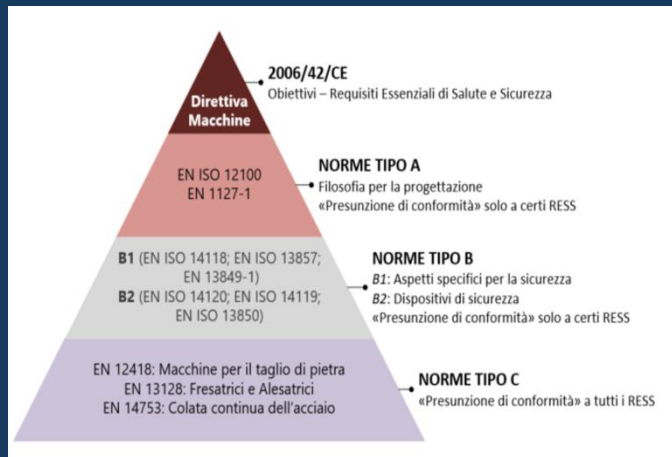 Direttiva
Macchine
2006/42/CE
Obiettivi – Requisiti Essenziali di Salute e Sicurezza
EN ISO 12100
EN 1127-1
NORME TIPO A
Filosofia per la progettazione
«Presunzione di conformità» solo a certi RESS
B1 (EN ISO 14118; EN ISO 13857;
EN 13849-1)
B2 (EN ISO 14120; EN ISO 14119;
EN ISO 13850)
NORME TIPO B
B1: Aspetti specifici per la sicurezza
B2: Dispositivi di sicurezza
«Presunzione di conformità» solo a certi RESS
EN 12418: Macchine per il taglio di pietra
EN 13128: Fresatrici e Alesatrici
EN 14753: Colata continua dell'acciaio
NORME TIPO C
«Presunzione di conformità» a tutti i RESS